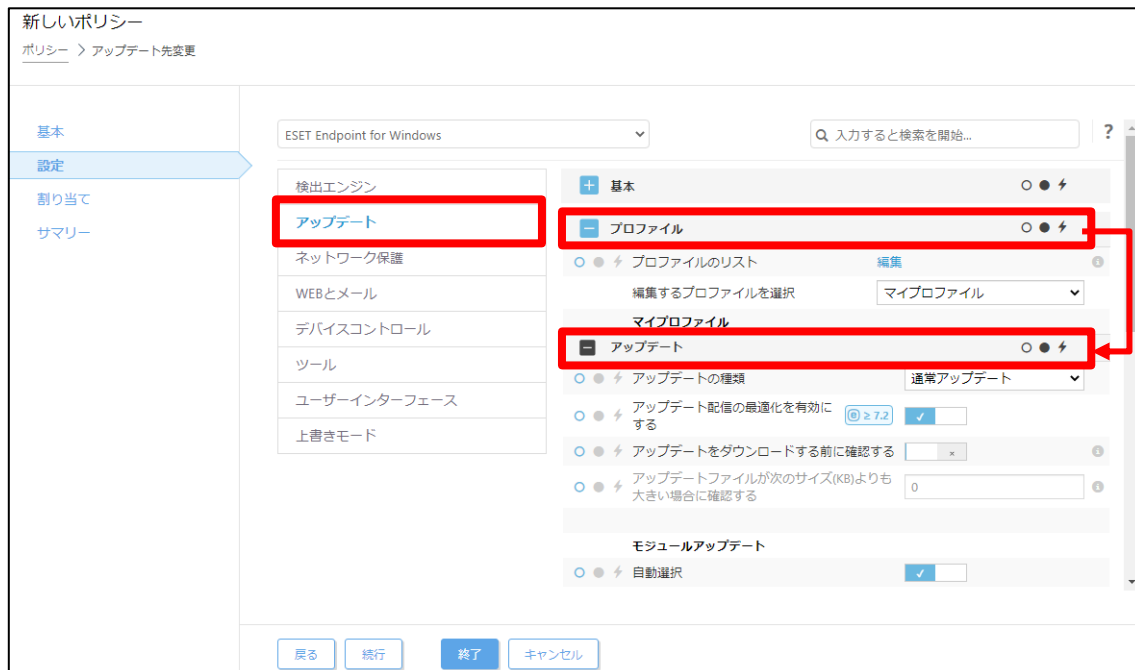 新しいポリシー
ポリシー > アップデート先変更
基本
設定
割り当て
サマリー
ESET Endpoint for Windows
入力すると検索を開始...
?
検出エンジン
アップデート
ネットワーク保護
WEBとメール
デバイスコントロール
ツール
ユーザーインターフェース
上書きモード
基本
プロファイル
プロファイルのリスト 編集
編集するプロファイルを選択 マイプロファイル
マイプロファイル
アップデート
アップデートの種類 通常アップデート
アップデート配信の最適化を有効に
する
≥ 7.2
アップデートをダウンロードする前に確認する
アップデートファイルが次のサイズ(KB)よりも
大きい場合に確認する
0
モジュールアップデート
自動選択
戻る 続行 終了 キャンセル